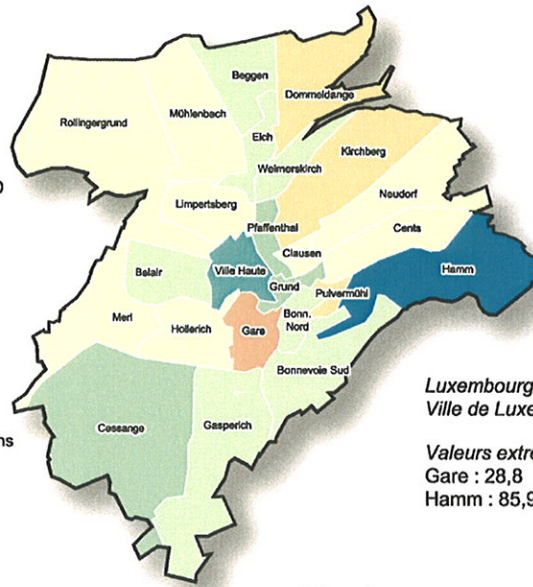 Beggen
Dommeldange
Rollingergrund
Mühlenbach
Eich
Kirchberg
Weimerskirch
Neudorf
Limpertsberg
Pfaffenthal
Cents
Clausen
Belair
Ville Haute
Hamm
Grund
Pulvermühl
Merl
Hollerich
Gare
Bonn.
Nord
Bonnevoie Sud
Luxembourg
Ville de Luxe
Cessange
Gasperich
ns
Valeurs extre
Gare : 28,8
Hamm : 85,9